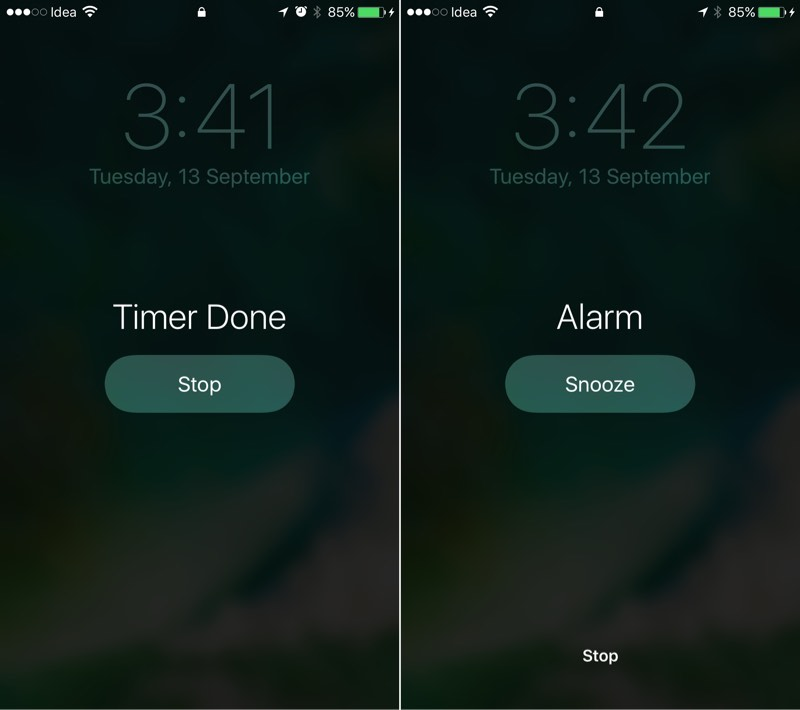 Idea 85%
3:41
Tuesday, 13 September
Timer Done
Stop
Idea 85%
3:42
Tuesday, 13 September
Alarm
Snooze
Stop